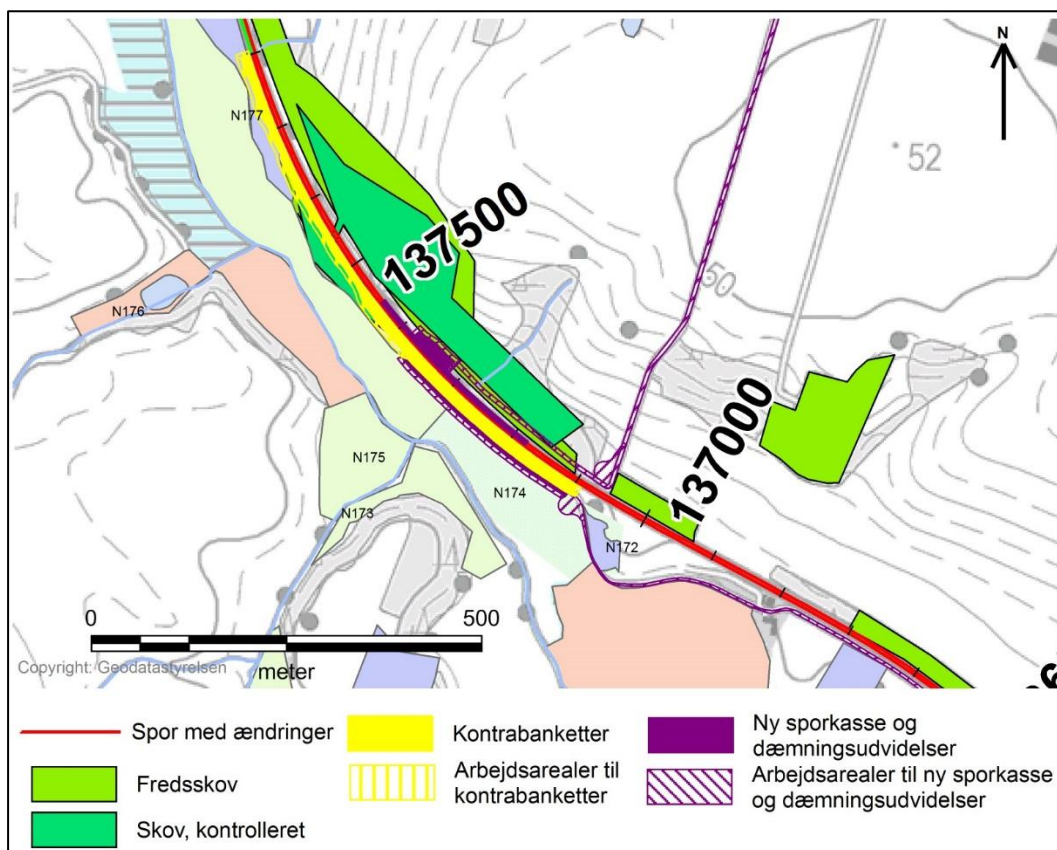 N
N177
52
137500
50
N176
137000
N175
N174
N173
N172
0 500
meter
Copyright: Geodatastyrelsen
Spor med ændringer
Fredsskov
Skov, kontrolleret
Kontrabanketter
Arbejdsarealer til
kontrabanketter
Ny sporkasse og
dæmningsudvidelser
Arbejdsarealer til ny sporkasse
og dæmningsudvidelser